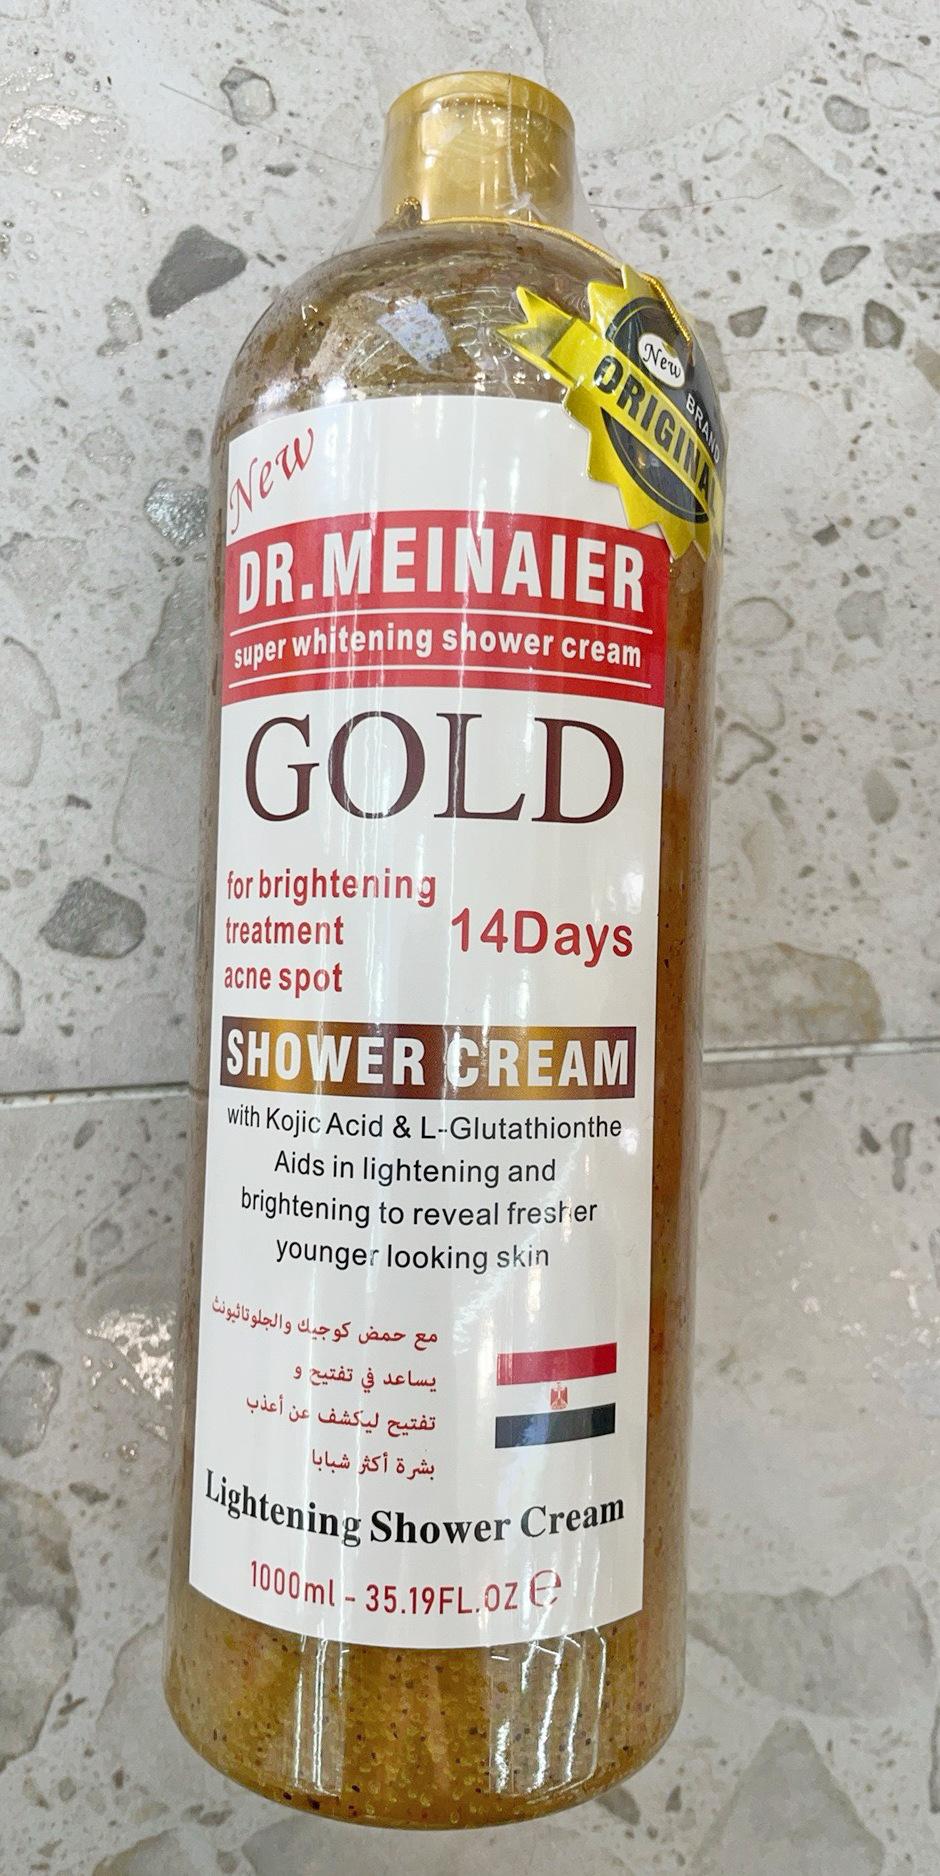 New
BRAND
ORIGINAL
New
DR.MEINAIER
super whitening shower cream
GOLD
for brightening
treatment
acne spot
14Days
SHOWER CREAM
with Kojic Acid & L-Glutathionthe
Aids in lightening and
brightening to reveal fresher
younger looking skin
مع حمض كوجيك والجلوتاثيونث
يساعد في تفتيح و
تفتيح ليكشف عن أعذب
بشرة أكثر شبابا
Lightening Shower Cream
1000ml - 35.19FL.OZ ℮